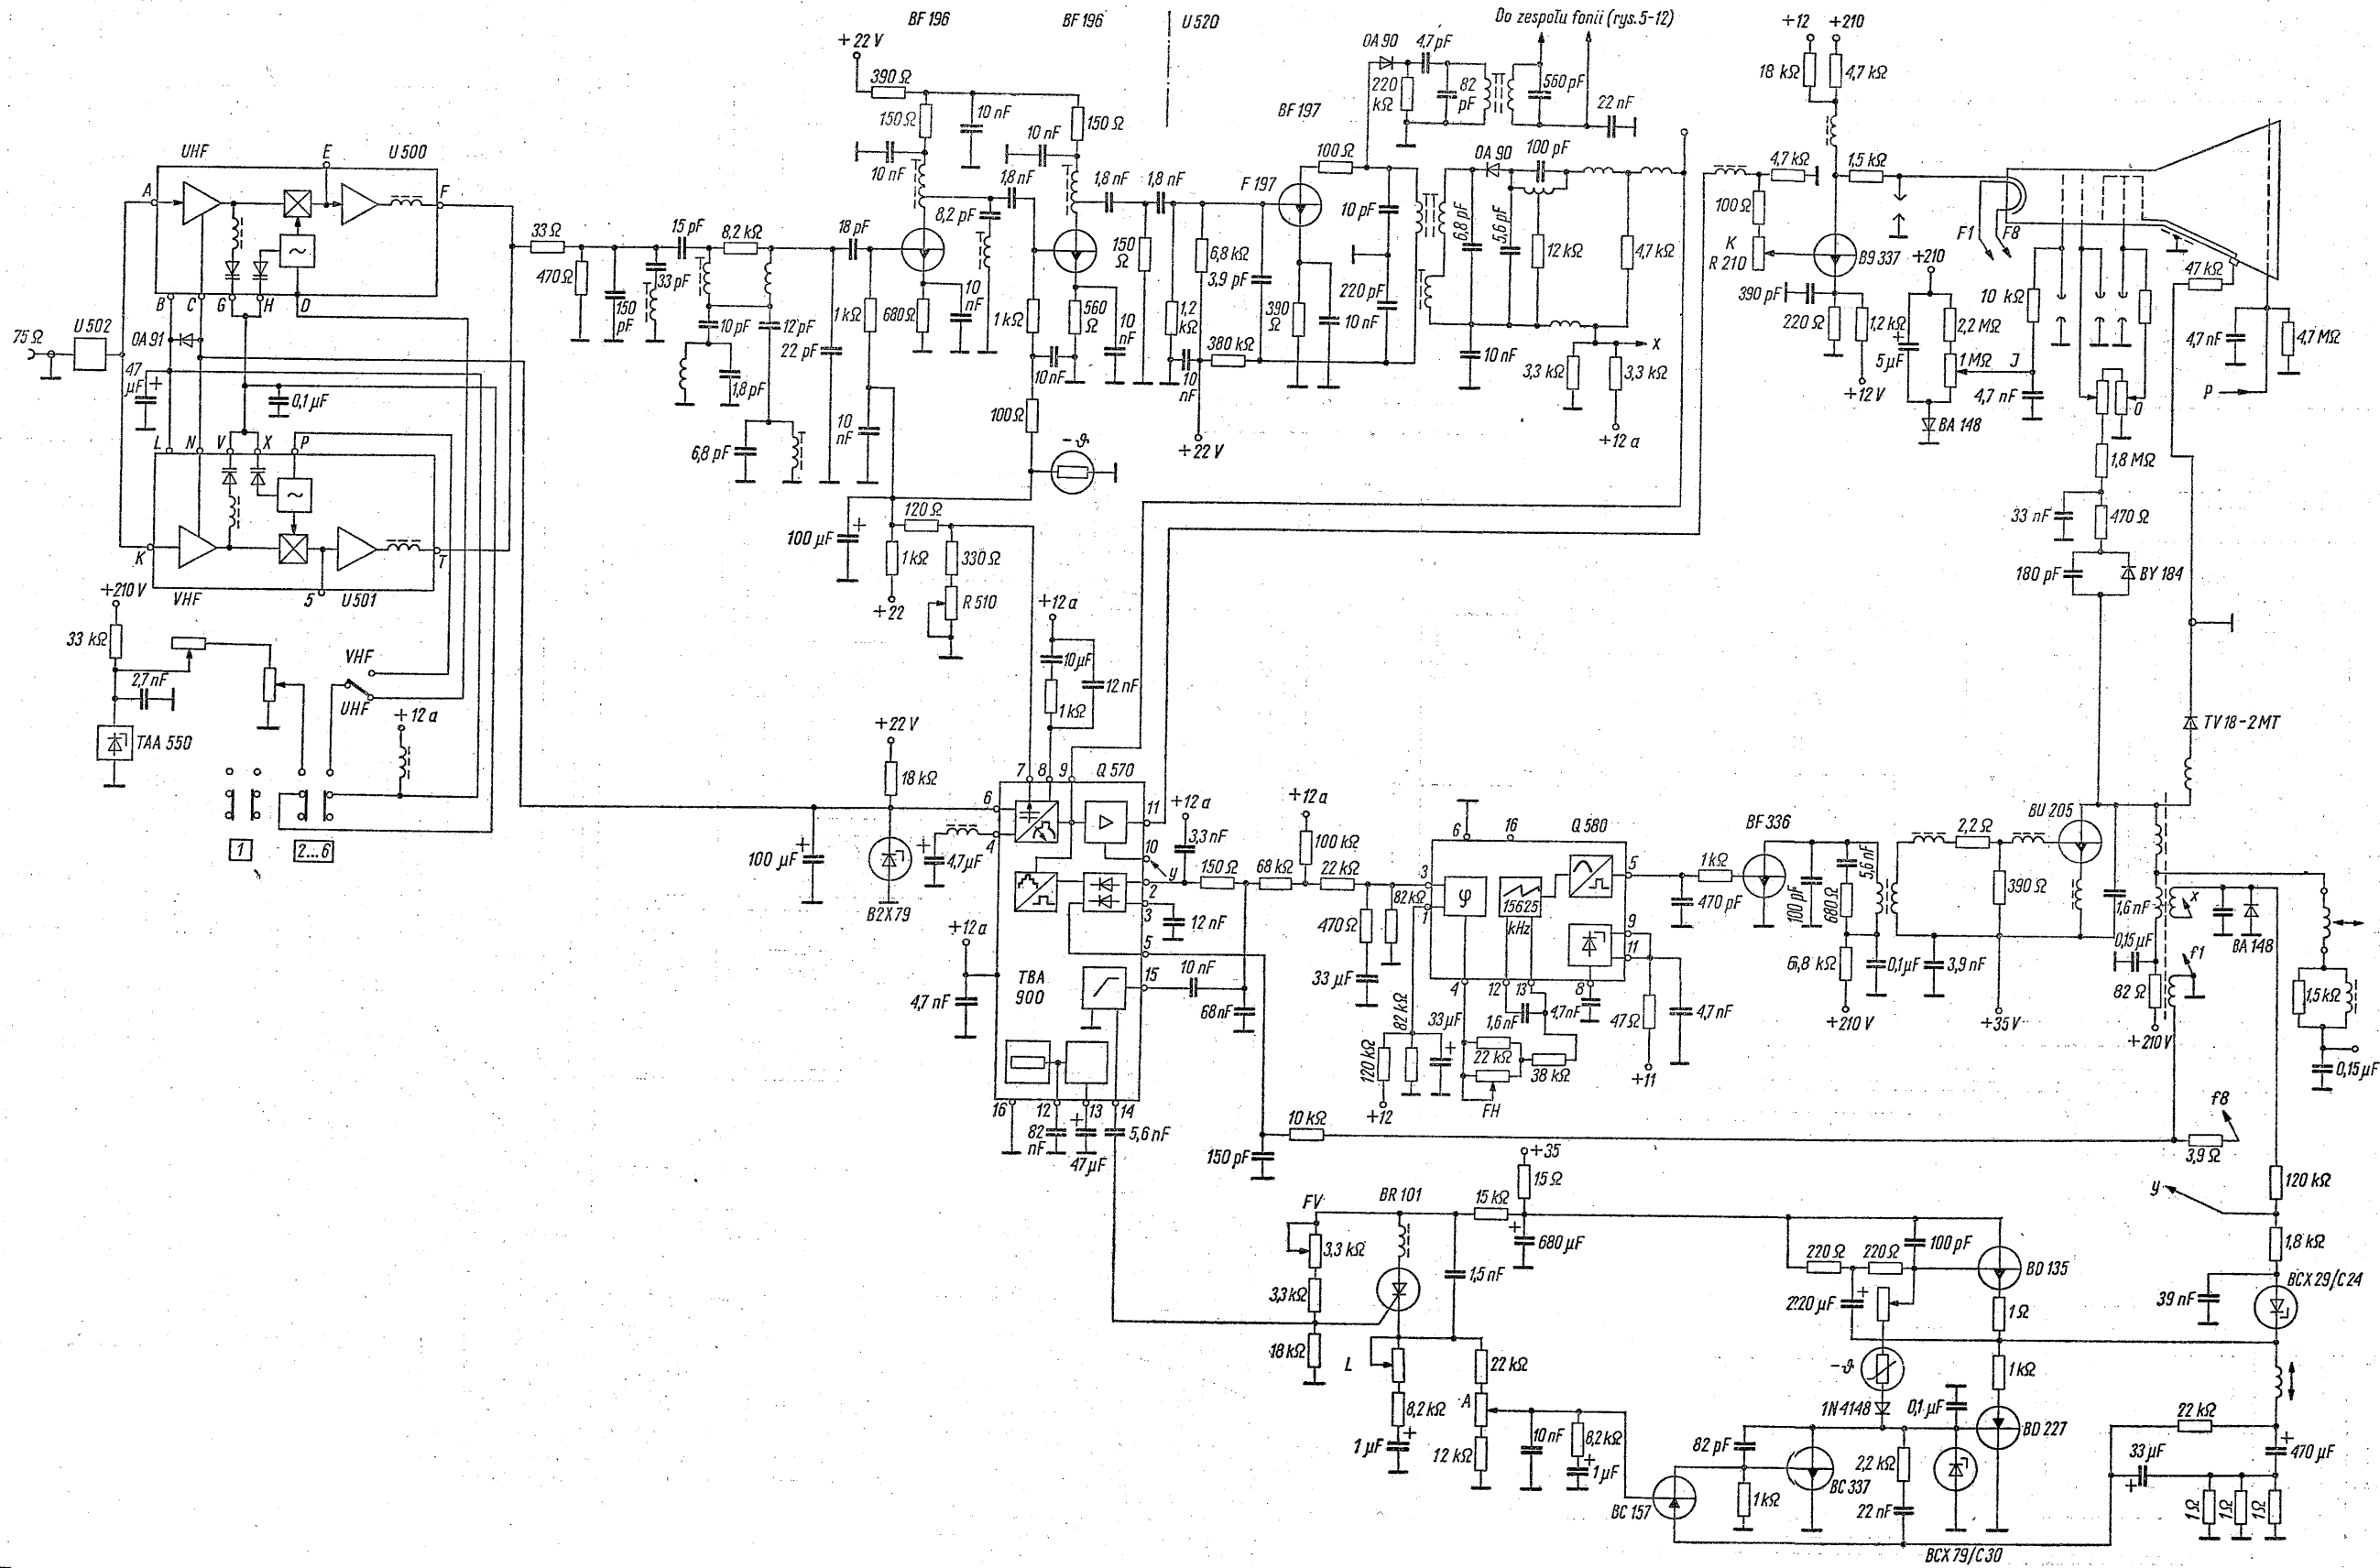 BF 196
BF 196
U 520
Do zespołu fonii (rys. 5-12)
+12
+210
+ 22 V
390 Ω
150 Ω
10 nF
10 nF
10 nF
150 Ω
0A 90
4,7 pF
220 kΩ
82 pF
560 pF
22 nF
18 kΩ
4,7 kΩ
BF 197
UHF
E
U 500
A
F
B
C
G
H
D
0A 91
75 Ω
U 502
47 µF
+
0,1 µF
L
N
V
X
P
K
T
VHF
5
U 501
33 Ω
470 Ω
150 pF
33 pF
15 pF
8,2 kΩ
10 pF
12 pF
1,8 pF
6,8 pF
22 pF
18 pF
1 kΩ
10 nF
680 Ω
10 nF
8,2 pF
1,8 nF
1 kΩ
560 Ω
10 nF
10 nF
100 Ω
-ϑ
1,8 nF
1,8 nF
150 Ω
1,2 kΩ
10 nF
6,8 kΩ
3,9 pF
380 kΩ
+ 22 V
F 197
100 Ω
390 Ω
10 nF
10 pF
220 pF
0A 90
100 pF
6,8 pF
5,6 pF
12 kΩ
4,7 kΩ
10 nF
3,3 kΩ
3,3 kΩ
x
+12 a
4,7 kΩ
100 Ω
K
R 210
1,5 kΩ
B9 337
390 pF
220 Ω
1,2 kΩ
+12 V
+210
5 µF
+
2,2 MΩ
1 MΩ
J
BA 148
F1
F8
10 kΩ
4,7 nF
O
47 kΩ
4,7 nF
4,7 MΩ
P
1,8 MΩ
33 nF
470 Ω
180 pF
BY 184
TV 18-2 MT
100 µF
+
120 Ω
1 kΩ
330 Ω
R 510
+22
+12 a
10 µF
12 nF
1 kΩ
+210 V
33 kΩ
2,7 nF
TAA 550
VHF
UHF
+ 12 a
1
2...6
+22 V
18 kΩ
100 µF
+
BZX79
+
4,7 µF
7
8
9
Q 570
6
4
11
10
y
2
3
5
15
TBA 900
16
12
13
14
+12 a
4,7 nF
82 nF
+
47 µF
5,6 nF
+12 a
3,3 nF
150 Ω
68 kΩ
+12 a
100 kΩ
22 kΩ
12 nF
10 nF
68 nF
470 Ω
82 kΩ
33 µF
6
16
Q 580
3
1
φ
15625 kHz
5
9
11
4
12
13
8
82 kΩ
120 kΩ
+12
33 µF
+
1,6 nF
22 kΩ
38 kΩ
FH
4,7 nF
47 Ω
+11
4,7 nF
1 kΩ
470 pF
BF 336
100 pF
680 Ω
5,6 nF
6,8 kΩ
+210 V
0,1 µF
3,9 nF
2,2 Ω
390 Ω
+35 V
BU 205
1,6 nF
0,15 µF
82 Ω
+210 V
x
f1
BA 148
1,5 kΩ
0,15 µF
f8
3,9 Ω
150 pF
10 kΩ
120 kΩ
y
1,8 kΩ
BCX 29/C 24
39 nF
FV
3,3 kΩ
3,3 kΩ
18 kΩ
BR 101
15 kΩ
+35
15 Ω
680 µF
+
1,5 nF
L
8,2 kΩ
1 µF
+
22 kΩ
A
12 kΩ
10 nF
8,2 kΩ
+
1 µF
220 Ω
220 Ω
100 pF
BD 135
2220 µF
+
1 Ω
1 kΩ
-ϑ
1N 4148
0,1 µF
BD 227
82 pF
1 kΩ
BC 157
BC 337
2,2 kΩ
22 nF
BCX 79/C 30
22 kΩ
33 µF
+
470 µF
+
1 Ω
1 Ω
1 Ω